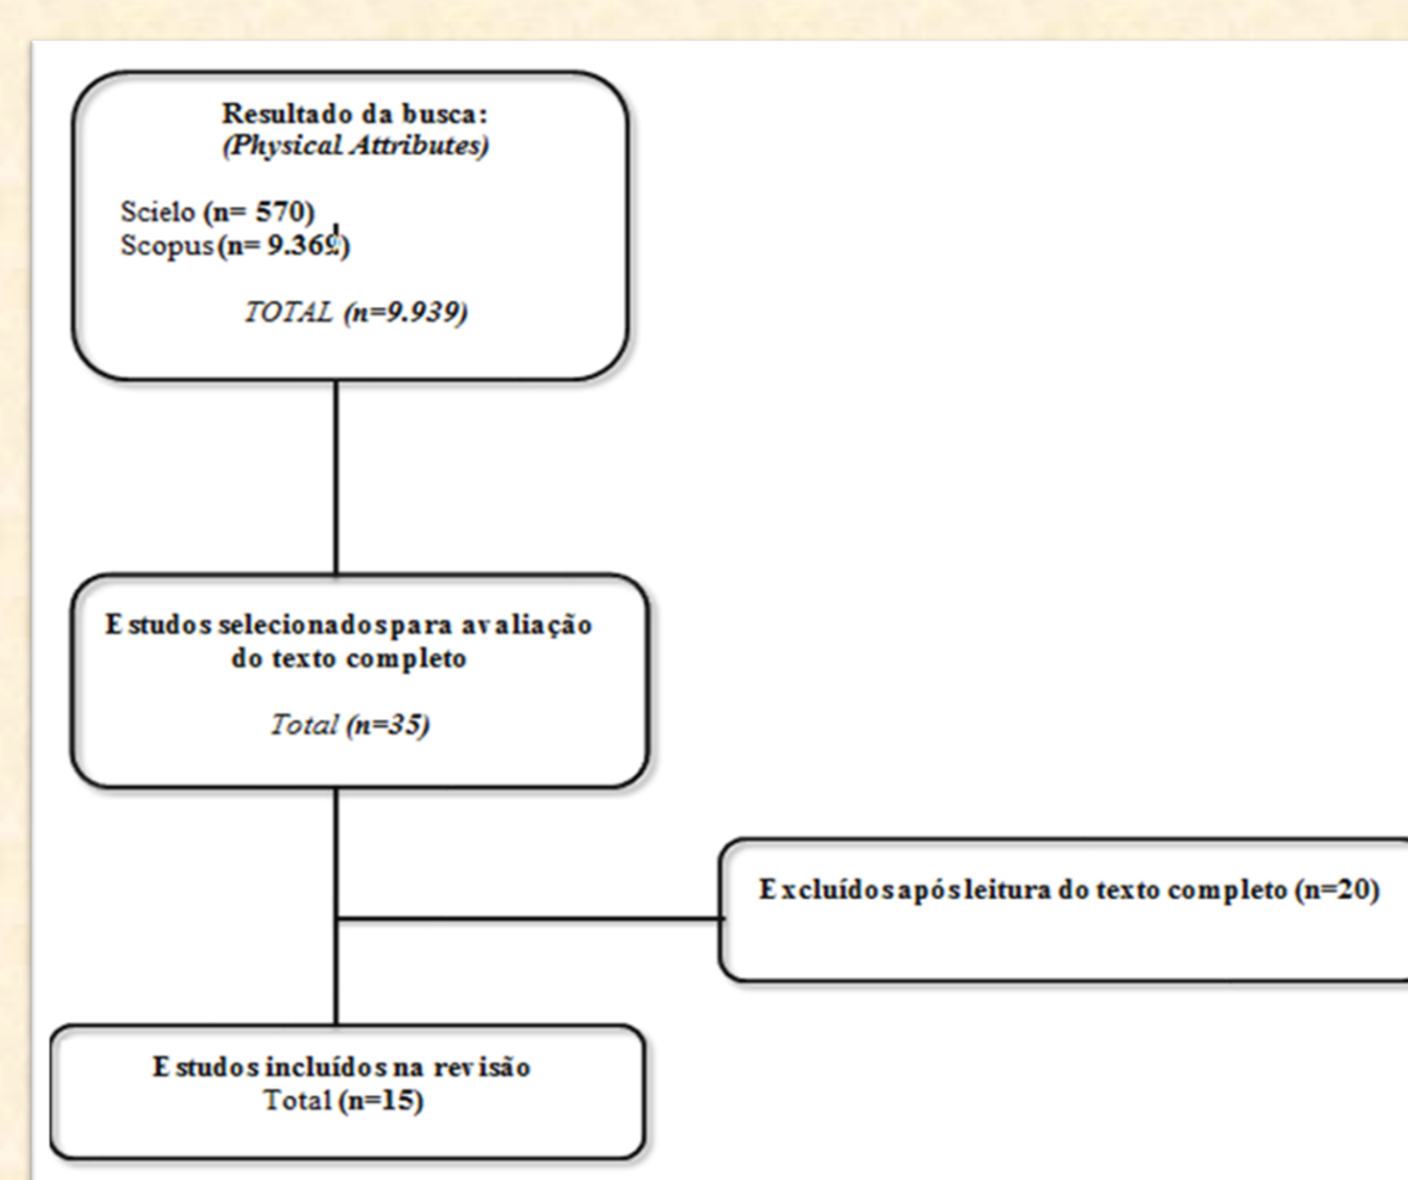 Resultado da busca:
(Physical Attributes)
Scielo (n= 570)
Scopus (n= 9.369)
TOTAL (n=9.939)
Estudos selecionados para avaliação
do texto completo
Total (n=35)
Excluídos após leitura do texto completo (n=20)
Estudos incluídos na revisão
Total (n=15)